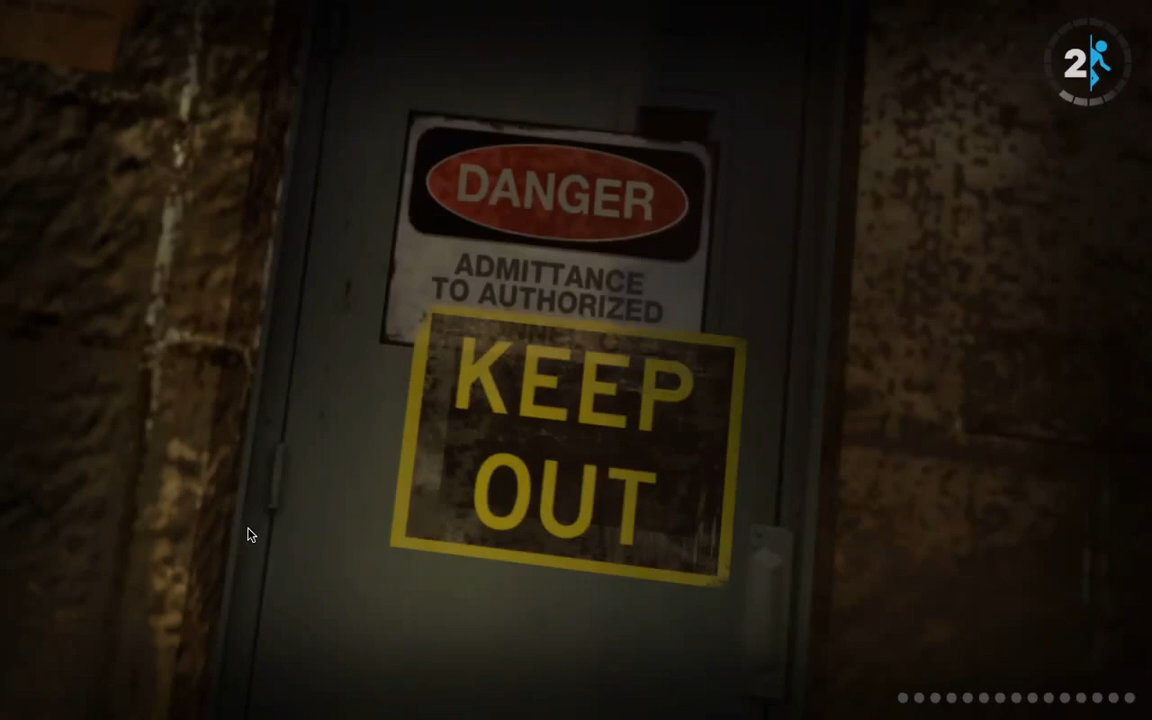 2
DANGER
ADMITTANCE
TO AUTHORIZED
KEEP
OUT